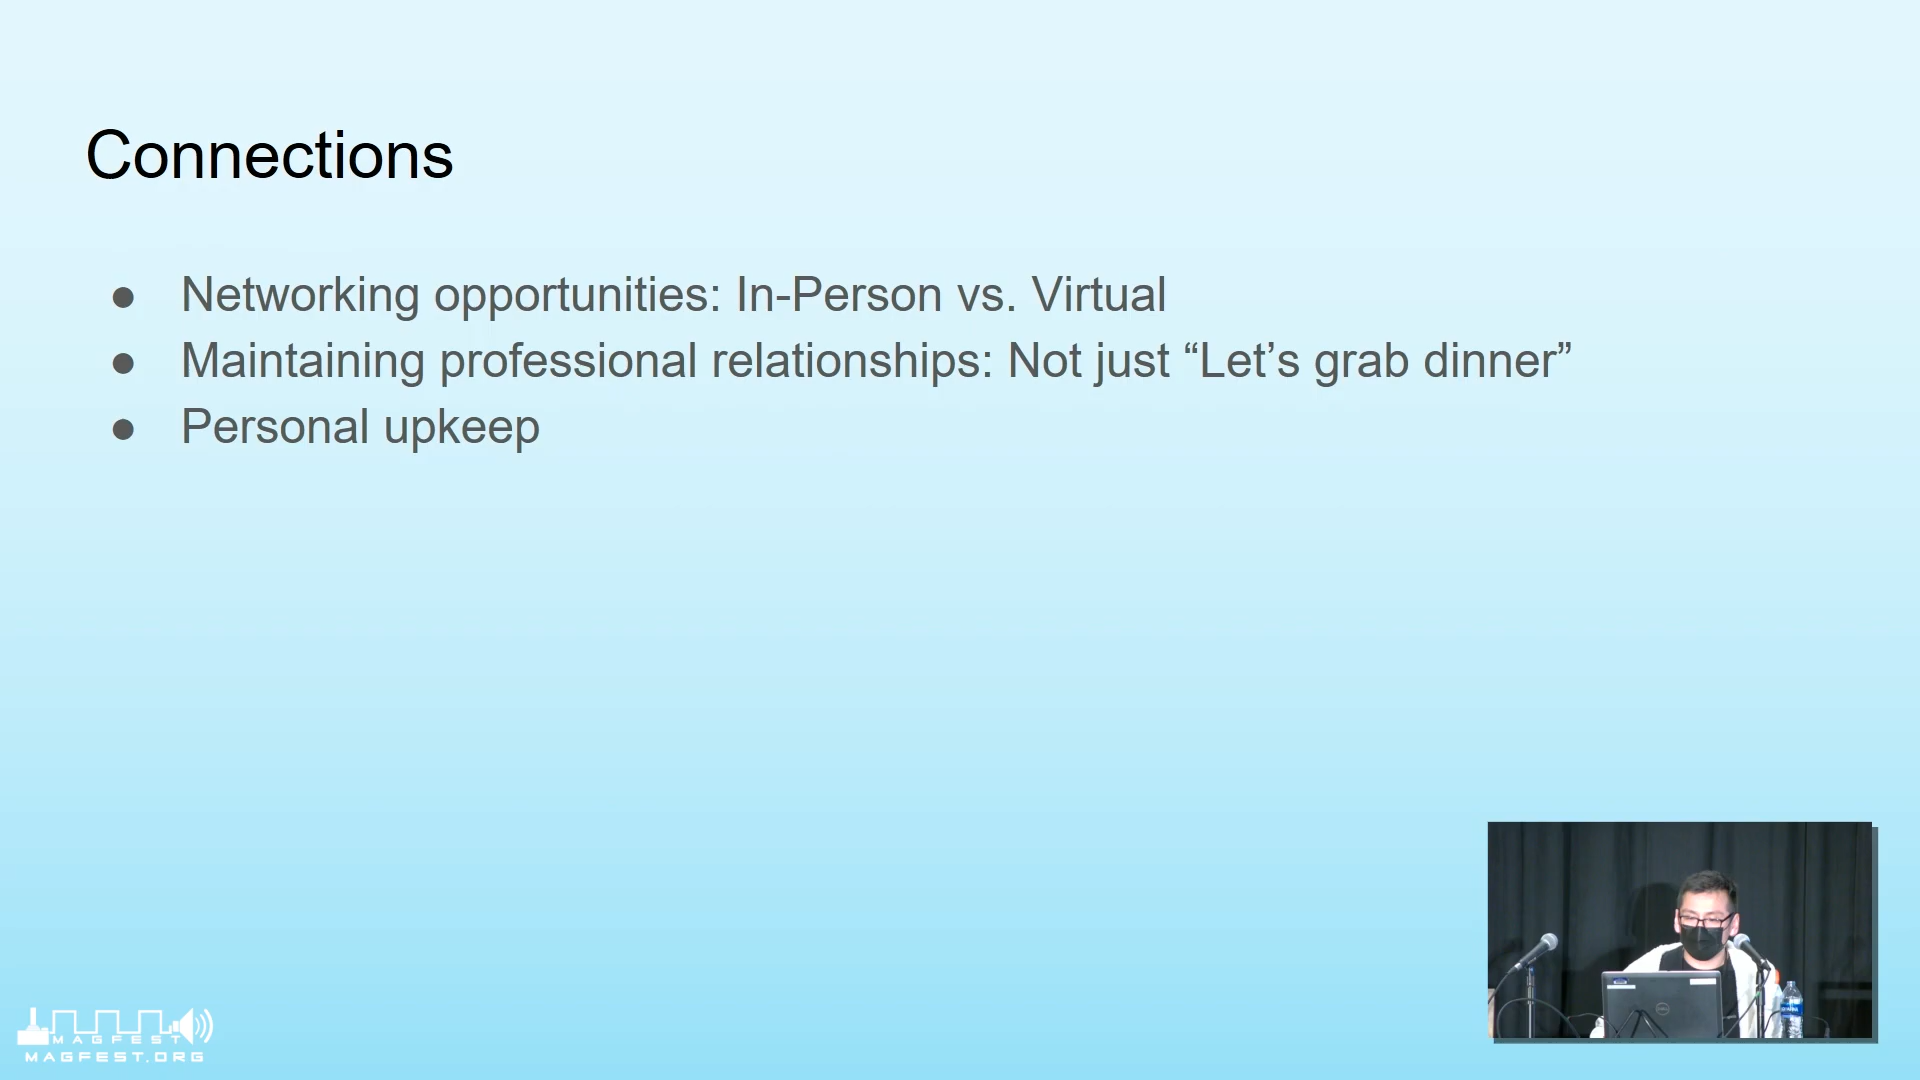 Connections
● Networking opportunities: In-Person vs. Virtual
● Maintaining professional relationships: Not just “Let’s grab dinner”
● Personal upkeep
MAGFEST
MAGFEST.ORG